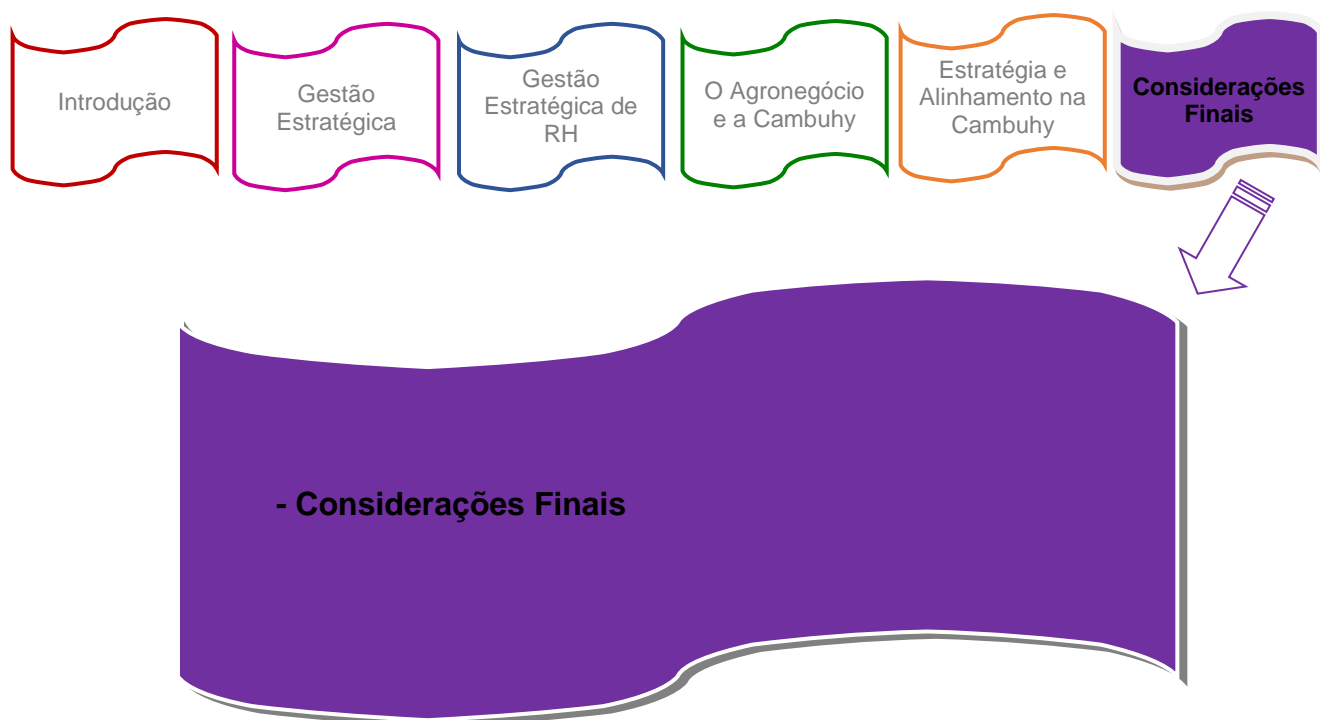 Introdução
Gestão
Estratégica
Gestão
Estratégica de
RH
O Agronegócio
e a Cambuhy
Estratégia e
Alinhamento na
Cambuhy
Considerações
Finais
- Considerações Finais